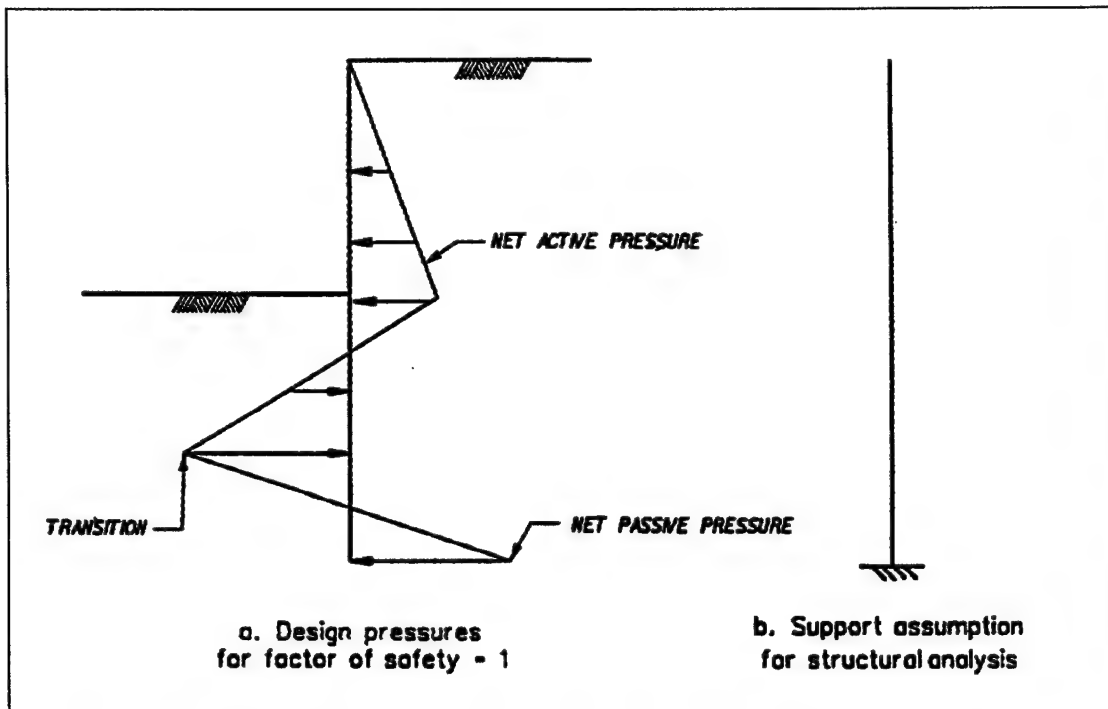 NET ACTIVE PRESSURE
TRANSITION
NET PASSIVE PRESSURE
a. Design pressures
for factor of safety = 1
b. Support assumption
for structural analysis